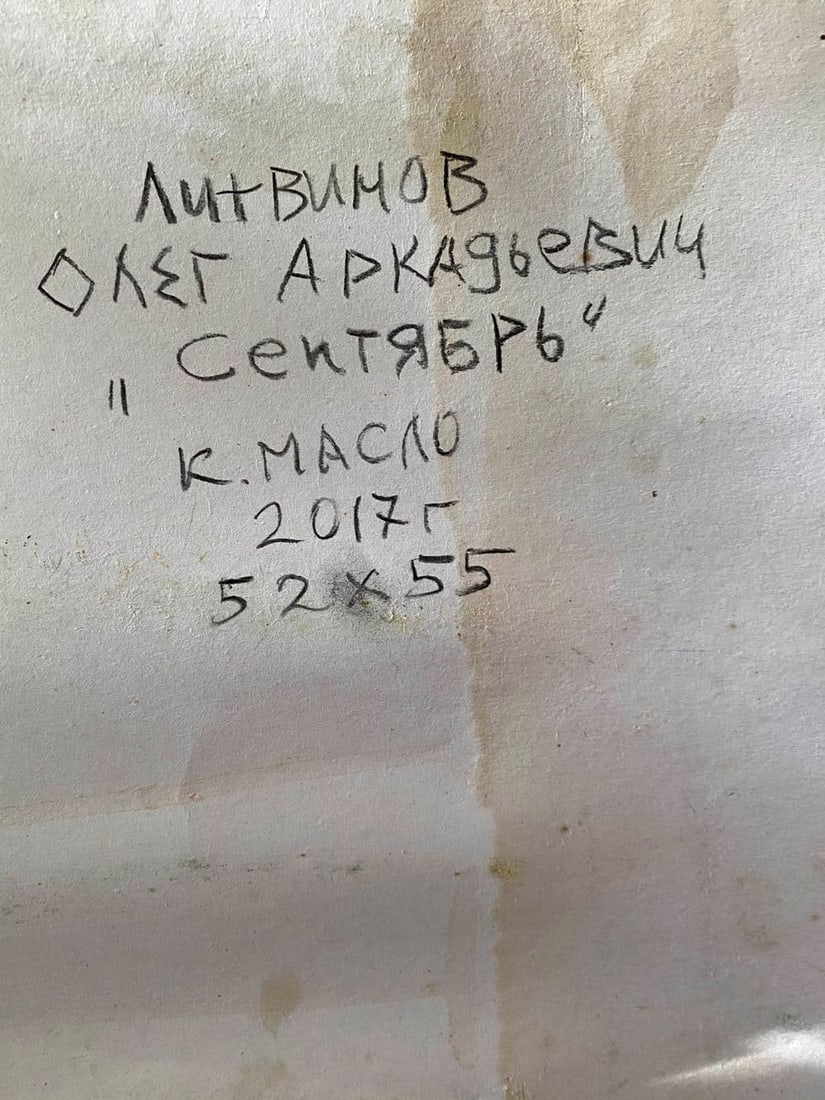 Литвинов
Олег Аркадьевич
„Сентябрь“
к. масло
2017г
52x55